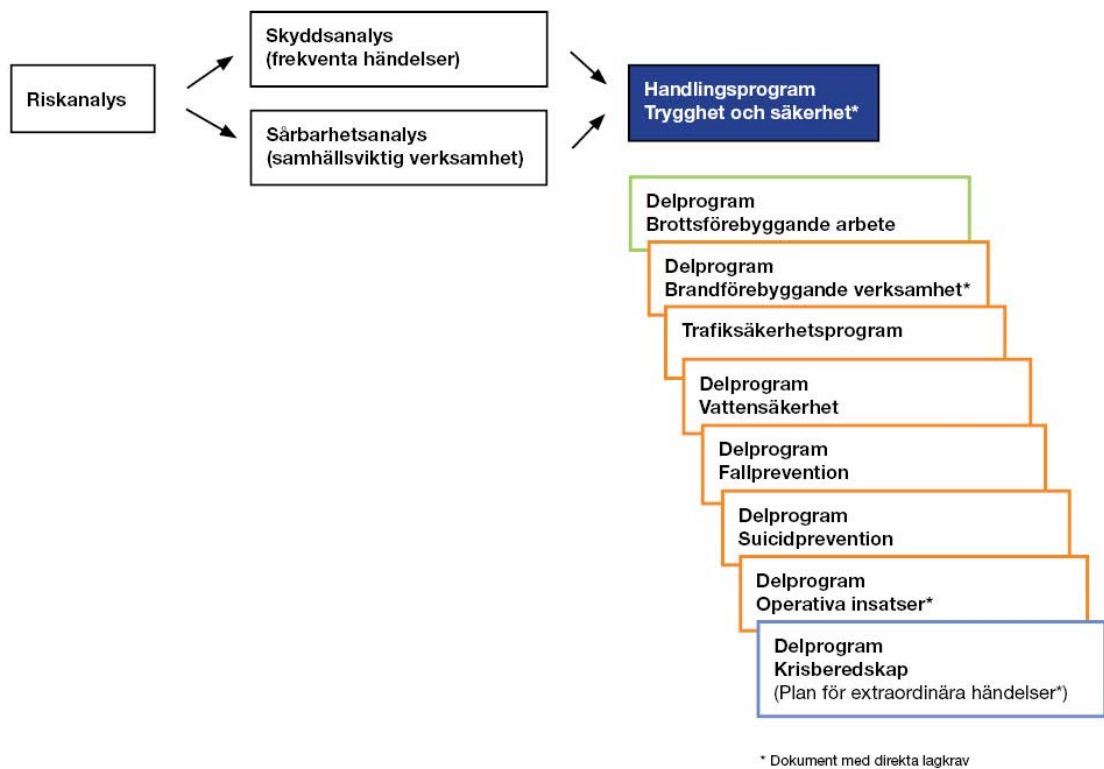 Riskanalys
Skyddsanalys
(frekventa händelser)
Sårbarhetsanalys
(samhällsviktig verksamhet)
Handlingsprogram
Trygghet och säkerhet*
Delprogram
Brottsförebyggande arbete
Delprogram
Brandförebyggande verksamhet*
Trafiksäkerhetsprogram
Delprogram
Vattensäkerhet
Delprogram
Fallprevention
Delprogram
Suicidprevention
Delprogram
Operativa insatser*
Delprogram
Krisberedskap
(Plan för extraordinära händelser*)
* Dokument med direkta lagkrav